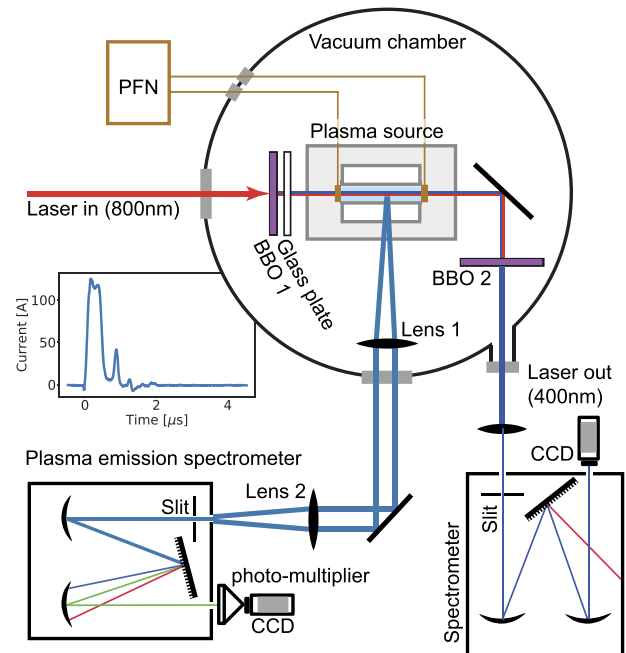 Vacuum chamber
PFN
Plasma source
Laser in (800nm)
BBO 1
Glass plate
BBO 2
Lens 1
Current [A]
100
50
0
0
2
4
Time [μs]
Laser out
(400nm)
CCD
Plasma emission spectrometer
Slit
Lens 2
photo-multiplier
CCD
Slit
Spectrometer